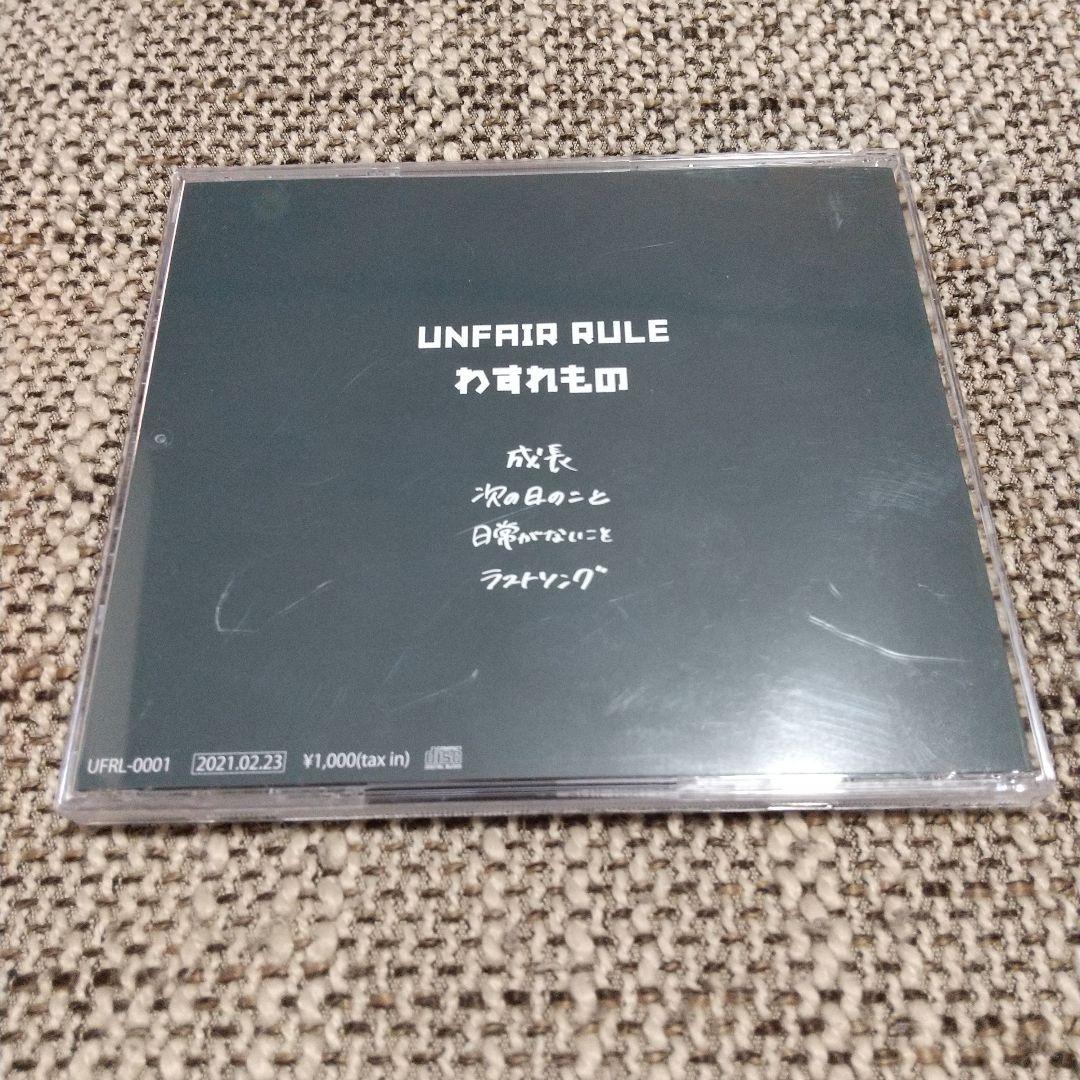 UNFAIR RULE
わすれもの
成長
次の日のこと
日常がないこと
ラストソング
UFRL-0001 2021.02.23 ¥1,000(tax in) disc